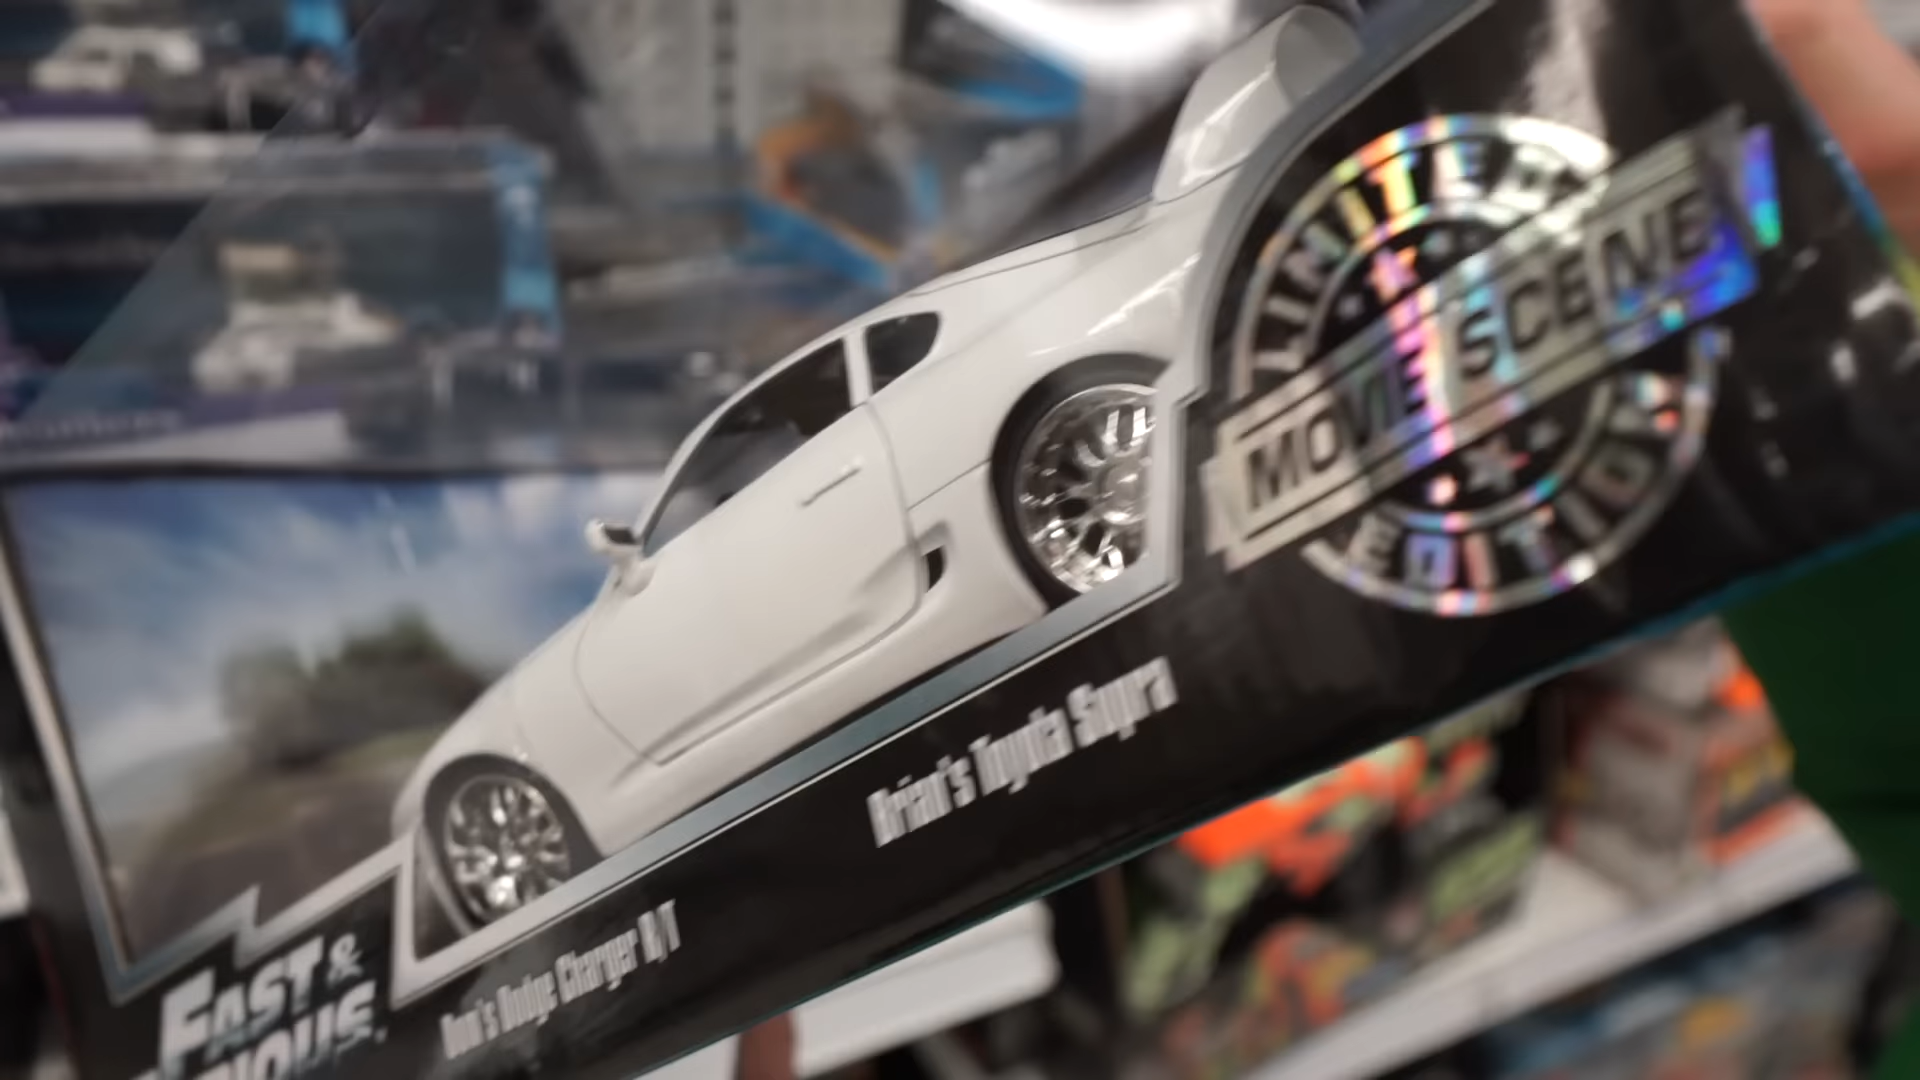 LIMITED
MOVIE SCENE
EDITION
Brian's Toyota Supra
Dom's Dodge Charger R/T
FAST &
FURIOUS